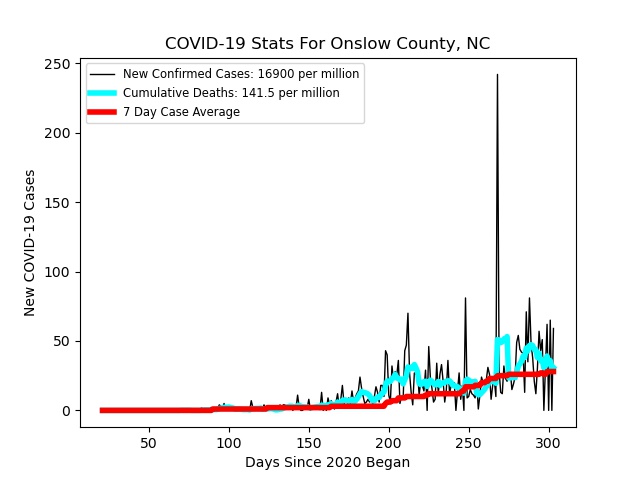 COVID-19 Stats For Onslow County, NC
New Confirmed Cases: 16900 per million
Cumulative Deaths: 141.5 per million
7 Day Case Average
New COVID-19 Cases
250
200
150
100
50
0
50 100 150 200 250 300
Days Since 2020 Began